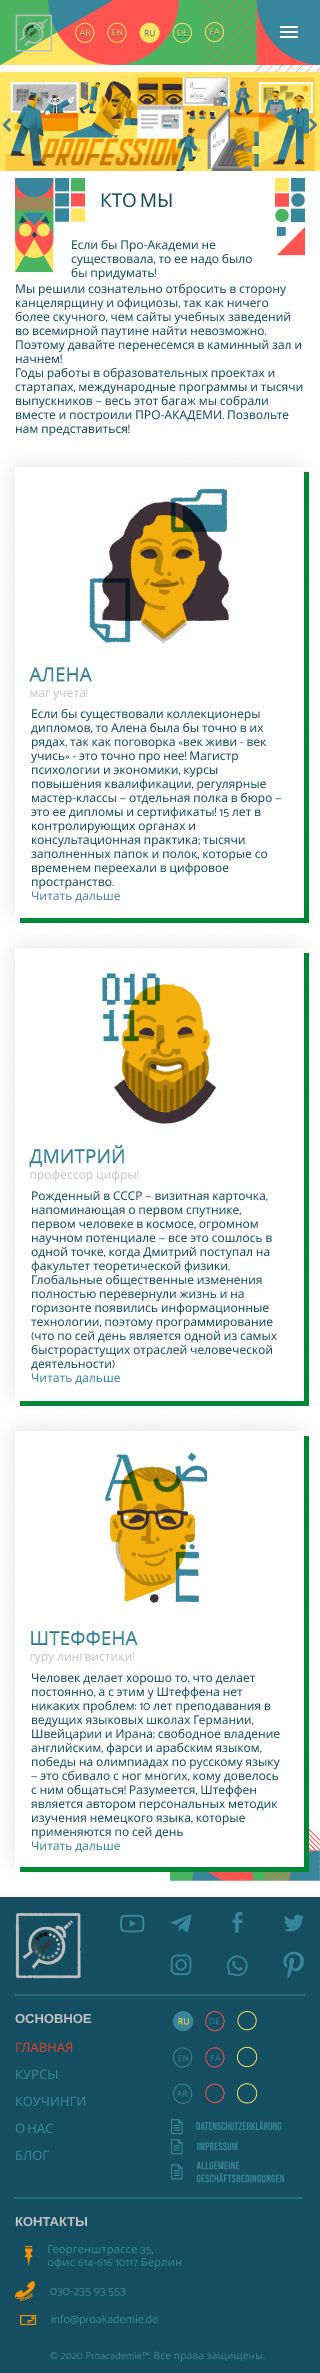 AR EN RU DE FA
if...
else
PROFESSION
КТО МЫ
Если бы Про-Академи не
существовала, то ее надо было
бы придумать!
Мы решили сознательно отбросить в сторону
канцелярщину и официозы, так как ничего
более скучного, чем сайты учебных заведений
во всемирной паутине найти невозможно.
Поэтому давайте перенесемся в каминный зал и
начнем!
Годы работы в образовательных проектах и
стартапах, международные программы и тысячи
выпускников – весь этот багаж мы собрали
вместе и построили ПРО-АКАДЕМИ. Позвольте
нам представиться!
АЛЕНА
маг учета!
Если бы существовали коллекционеры
дипломов, то Алена была бы точно в их
рядах, так как поговорка «век живи - век
учись» - это точно про нее! Магистр
психологии и экономики, курсы
повышения квалификации, регулярные
мастер-классы – отдельная полка в бюро –
это ее дипломы и сертификаты! 15 лет в
контролирующих органах и
консультационная практика; тысячи
заполненных папок и полок, которые со
временем переехали в цифровое
пространство.
Читать дальше
010
11
ДМИТРИЙ
профессор цифры!
Рожденный в СССР – визитная карточка,
напоминающая о первом спутнике,
первом человеке в космосе, огромном
научном потенциале – все это сошлось в
одной точке, когда Дмитрий поступал на
факультет теоретической физики.
Глобальные общественные изменения
полностью перевернули жизнь и на
горизонте появились информационные
технологии, поэтому программирование
(что по сей день является одной из самых
быстрорастущих отраслей человеческой
деятельности)
Читать дальше
A ض
Ё
ШТЕФФЕНА
гуру лингвистики!
Человек делает хорошо то, что делает
постоянно, а с этим у Штеффена нет
никаких проблем: 10 лет преподавания в
ведущих языковых школах Германии,
Швейцарии и Ирана; свободное владение
английским, фарси и арабским языком,
победы на олимпиадах по русскому языку
– это сбивало с ног многих, кому довелось
с ним общаться! Разумеется, Штеффен
является автором персональных методик
изучения немецкого языка, которые
применяются по сей день
Читать дальше
ОСНОВНОЕ
ГЛАВНАЯ
КУРСЫ
КОУЧИНГИ
О НАС
БЛОГ
RU DE
EN FA
AR
DATENSCHUTZERKLÄRUNG
IMPRESSUM
ALLGEMEINE
GESCHÄFTSBEDINGUNGEN
КОНТАКТЫ
Георгенштрассе 35,
офис 614-616 10117 Берлин
030-235 93 553
info@proakademie.de
© 2020 Proacademie™. Все права защищены.